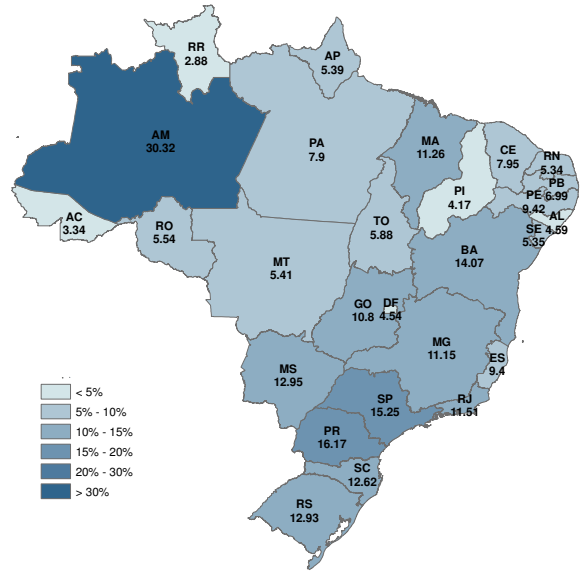 RR
2.88
AP
5.39
AM
30.32
PA
7.9
MA
11.26
CE
7.95
RN
5.34
PB
6.99
PI
4.17
PE
9.42
AL
4.59
SE
5.35
AC
3.34
RO
5.54
TO
5.88
BA
14.07
MT
5.41
GO
10.8
DF
4.54
MG
11.15
ES
9.4
MS
12.95
SP
15.25
RJ
11.51
PR
16.17
SC
12.62
RS
12.93
< 5%
5% - 10%
10% - 15%
15% - 20%
20% - 30%
> 30%